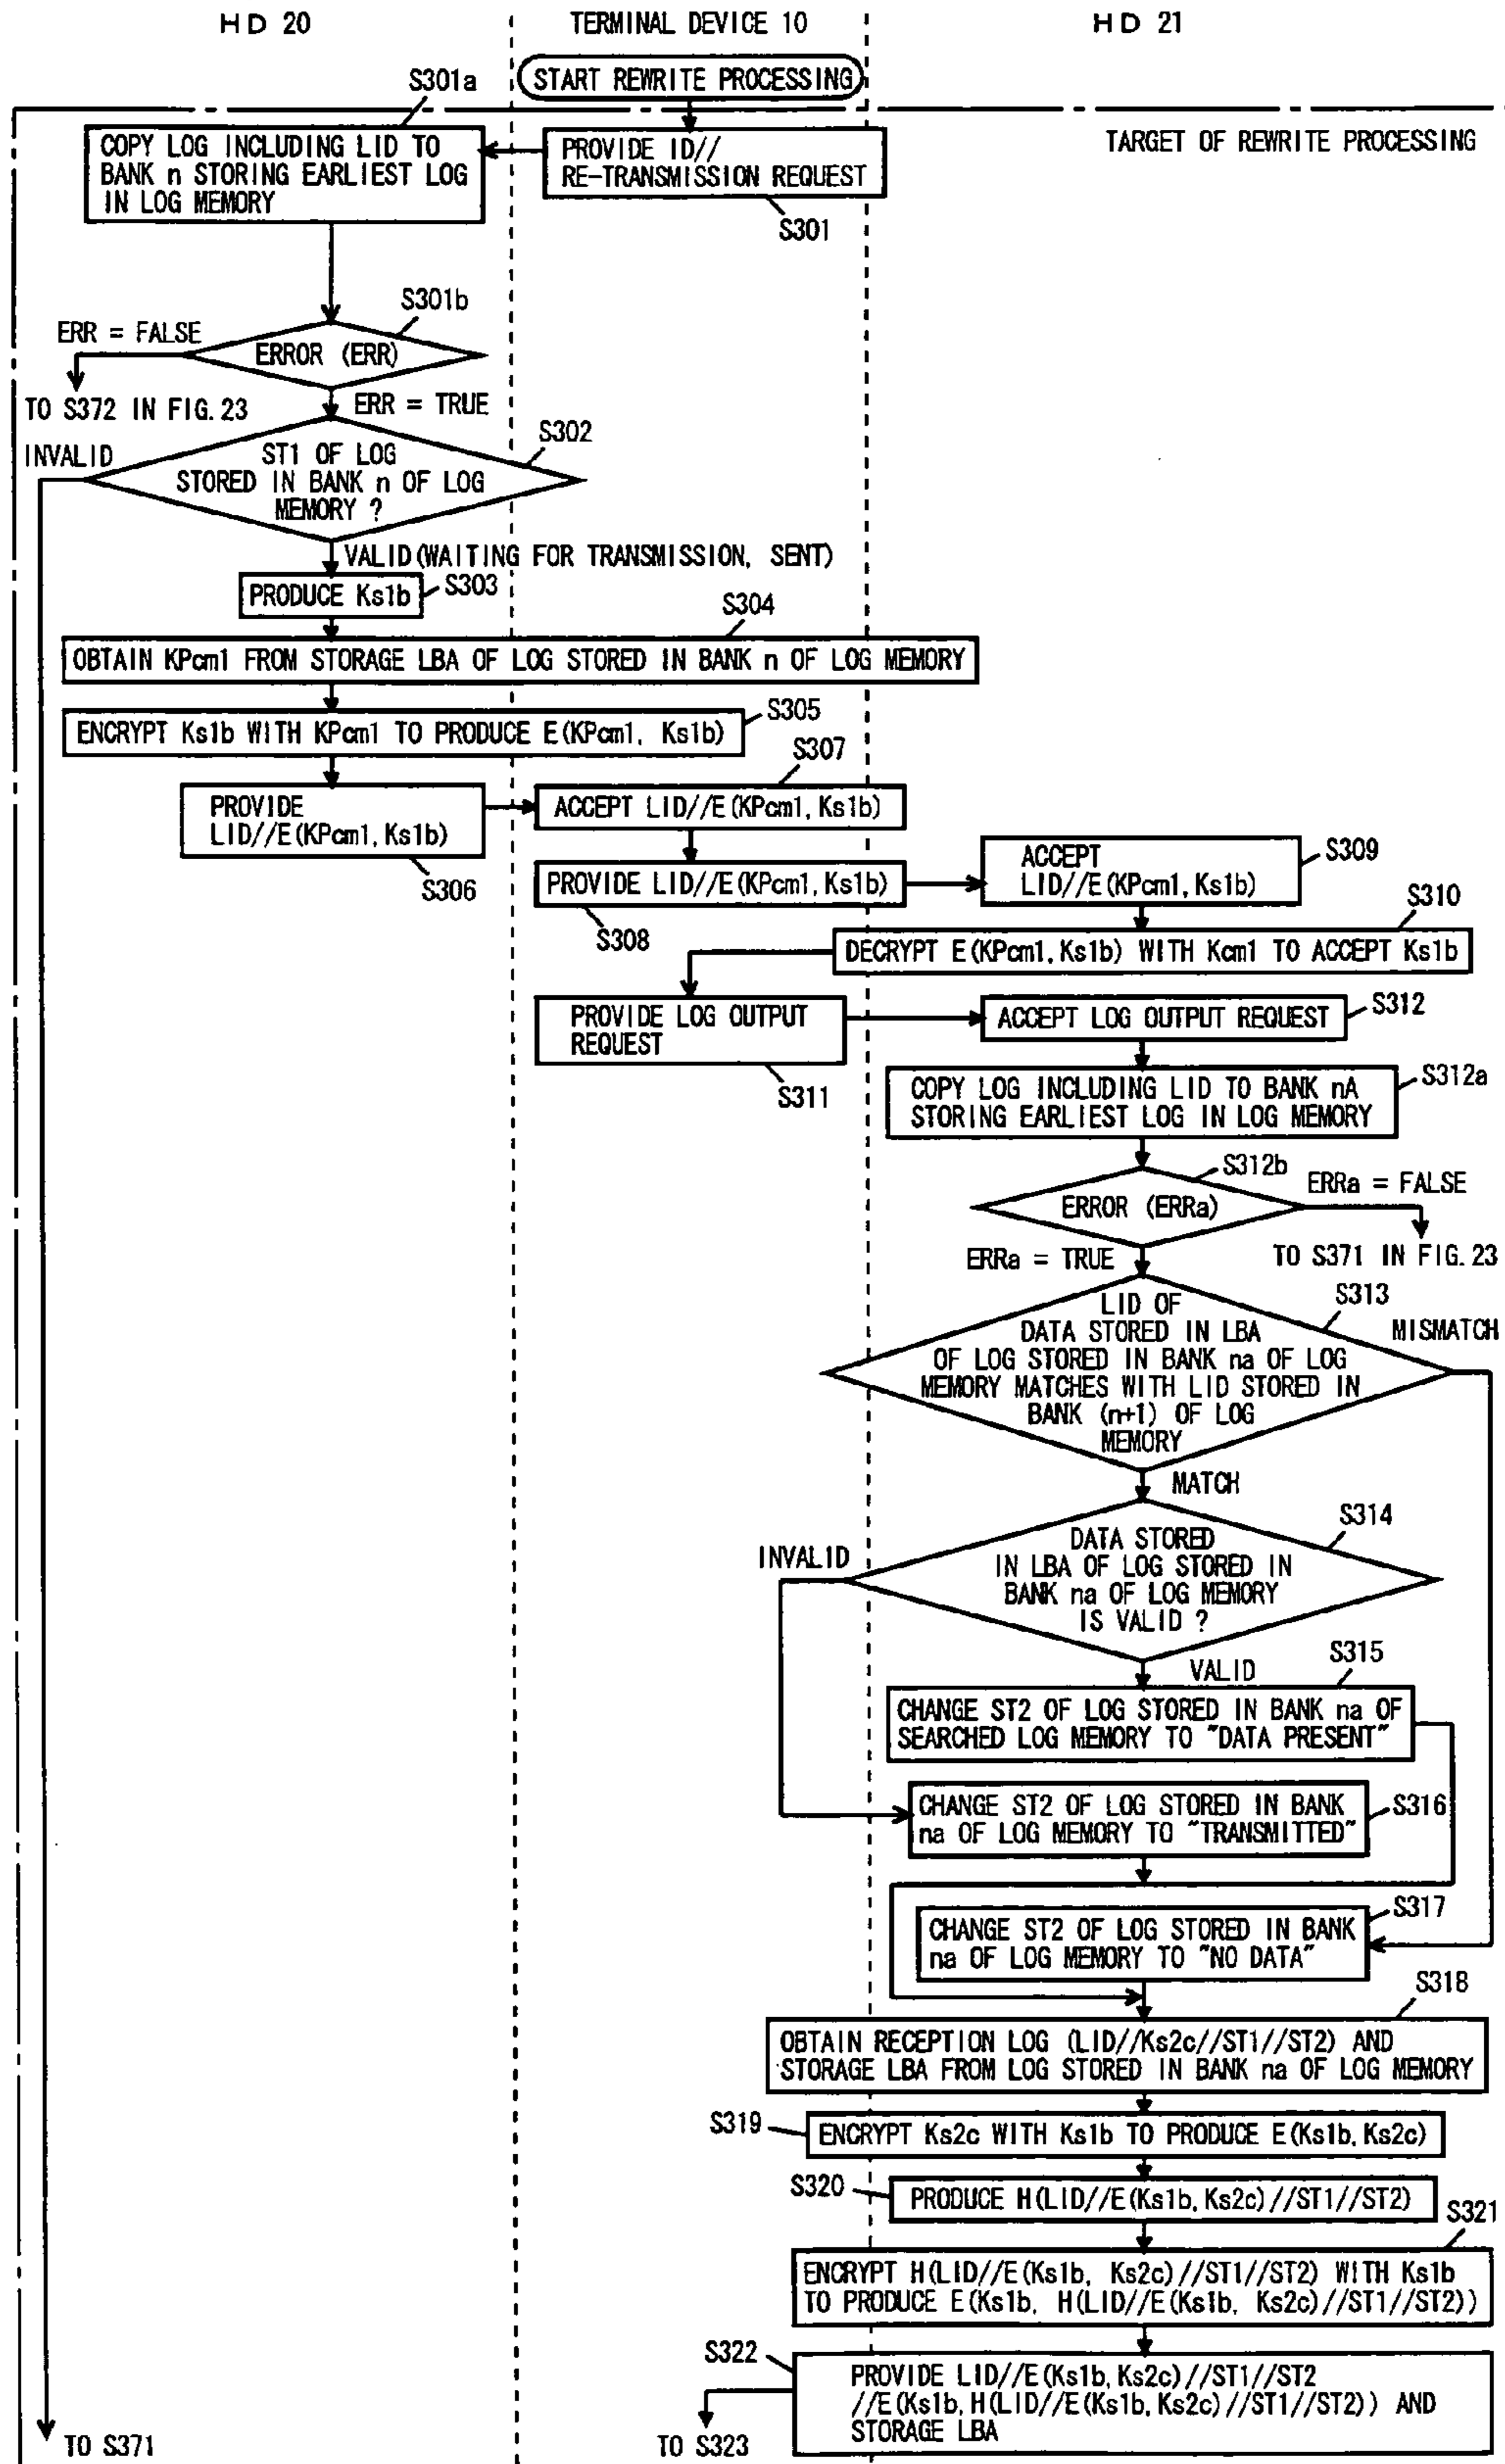 HD 20
TERMINAL DEVICE 10
HD 21
START REWRITE PROCESSING
TARGET OF REWRITE PROCESSING
S301a
COPY LOG INCLUDING LID TO
BANK n STORING EARLIEST LOG
IN LOG MEMORY
PROVIDE ID//
RE-TRANSMISSION REQUEST
S301
S301b
ERR = FALSE
ERROR (ERR)
TO S372 IN FIG. 23
ERR = TRUE
S302
INVALID
ST1 OF LOG
STORED IN BANK n OF LOG
MEMORY ?
VALID(WAITING FOR TRANSMISSION, SENT)
PRODUCE Ks1b
S303
S304
OBTAIN KPcm1 FROM STORAGE LBA OF LOG STORED IN BANK n OF LOG MEMORY
S305
ENCRYPT Ks1b WITH KPcm1 TO PRODUCE E(KPcm1, Ks1b)
S307
PROVIDE
LID//E(KPcm1, Ks1b)
S306
ACCEPT LID//E(KPcm1, Ks1b)
PROVIDE LID//E(KPcm1, Ks1b)
S308
ACCEPT
LID//E(KPcm1, Ks1b)
S309
S310
DECRYPT E(KPcm1, Ks1b) WITH Kcm1 TO ACCEPT Ks1b
PROVIDE LOG OUTPUT
REQUEST
S311
ACCEPT LOG OUTPUT REQUEST
S312
COPY LOG INCLUDING LID TO BANK nA
STORING EARLIEST LOG IN LOG MEMORY
S312a
S312b
ERROR (ERRa)
ERRa = FALSE
TO S371 IN FIG. 23
ERRa = TRUE
S313
LID OF
DATA STORED IN LBA
OF LOG STORED IN BANK na OF LOG
MEMORY MATCHES WITH LID STORED IN
BANK (n+1) OF LOG
MEMORY
MISMATCH
MATCH
S314
INVALID
DATA STORED
IN LBA OF LOG STORED IN
BANK na OF LOG MEMORY
IS VALID ?
VALID
S315
CHANGE ST2 OF LOG STORED IN BANK na OF
SEARCHED LOG MEMORY TO "DATA PRESENT"
CHANGE ST2 OF LOG STORED IN BANK
na OF LOG MEMORY TO "TRANSMITTED"
S316
CHANGE ST2 OF LOG STORED IN BANK
na OF LOG MEMORY TO "NO DATA"
S317
S318
OBTAIN RECEPTION LOG (LID//Ks2c//ST1//ST2) AND
STORAGE LBA FROM LOG STORED IN BANK na OF LOG MEMORY
S319
ENCRYPT Ks2c WITH Ks1b TO PRODUCE E(Ks1b, Ks2c)
S320
PRODUCE H(LID//E(Ks1b, Ks2c)//ST1//ST2)
S321
ENCRYPT H(LID//E(Ks1b, Ks2c)//ST1//ST2) WITH Ks1b
TO PRODUCE E(Ks1b, H(LID//E(Ks1b, Ks2c)//ST1//ST2))
S322
PROVIDE LID//E(Ks1b, Ks2c)//ST1//ST2
//E(Ks1b, H(LID//E(Ks1b, Ks2c)//ST1//ST2)) AND
STORAGE LBA
TO S371
TO S323